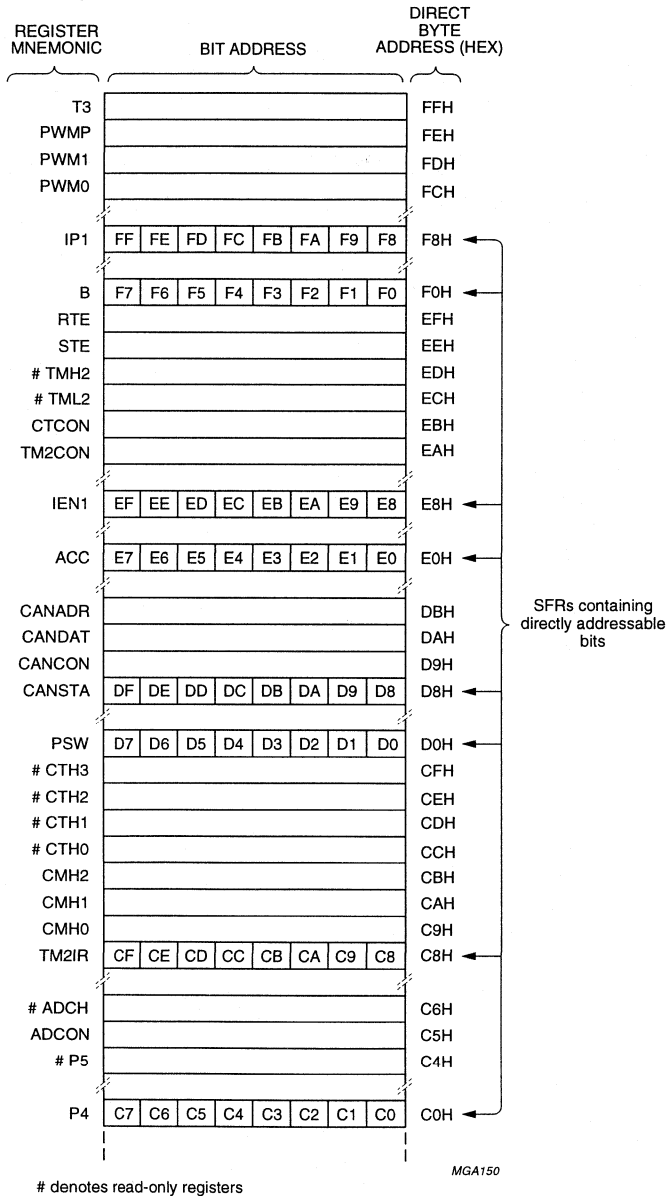 REGISTER MNEMONIC BIT ADDRESS DIRECT BYTE ADDRESS (HEX)
T3 FFH
PWMP FEH
PWM1 FDH
PWM0 FCH
IP1 FF FE FD FC FB FA F9 F8 F8H
B F7 F6 F5 F4 F3 F2 F1 F0 F0H
RTE EFH
STE EEH
# TMH2 EDH
# TML2 ECH
CTCON EBH
TM2CON EAH
IEN1 EF EE ED EC EB EA E9 E8 E8H
ACC E7 E6 E5 E4 E3 E2 E1 E0 E0H
CANADR DBH
CANDAT DAH
CANCON D9H
CANSTA DF DE DD DC DB DA D9 D8 D8H
SFRs containing
directly addressable
bits
PSW D7 D6 D5 D4 D3 D2 D1 D0 D0H
# CTH3 CFH
# CTH2 CEH
# CTH1 CDH
# CTH0 CCH
CMH2 CBH
CMH1 CAH
CMH0 C9H
TM2IR CF CE CD CC CB CA C9 C8 C8H
# ADCH C6H
ADCON C5H
# P5 C4H
P4 C7 C6 C5 C4 C3 C2 C1 C0 C0H
MGA150
# denotes read-only registers